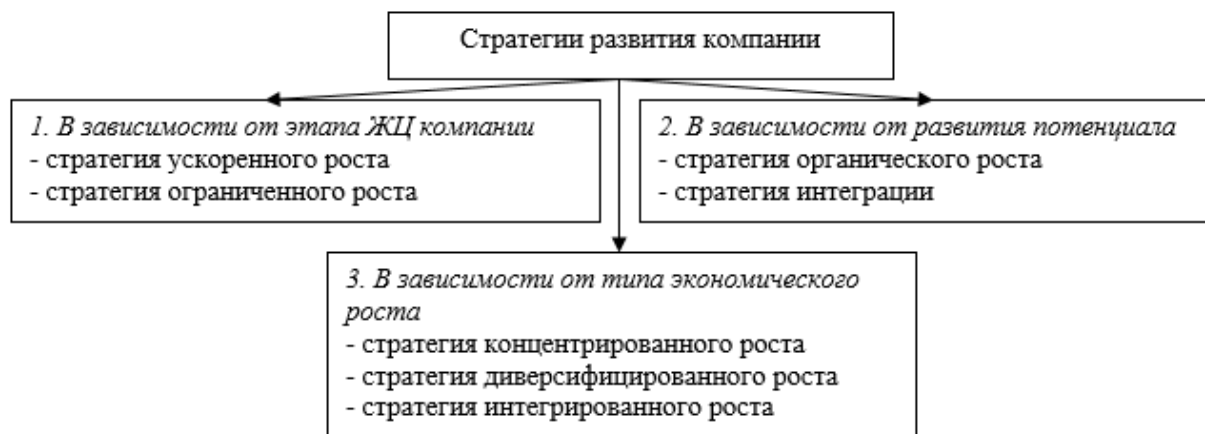 Стратегии развития компании
1. В зависимости от этапа ЖЦ компании
- стратегия ускоренного роста
- стратегия ограниченного роста
2. В зависимости от развития потенциала
- стратегия органического роста
- стратегия интеграции
3. В зависимости от типа экономического
роста
- стратегия концентрированного роста
- стратегия диверсифицированного роста
- стратегия интегрированного роста